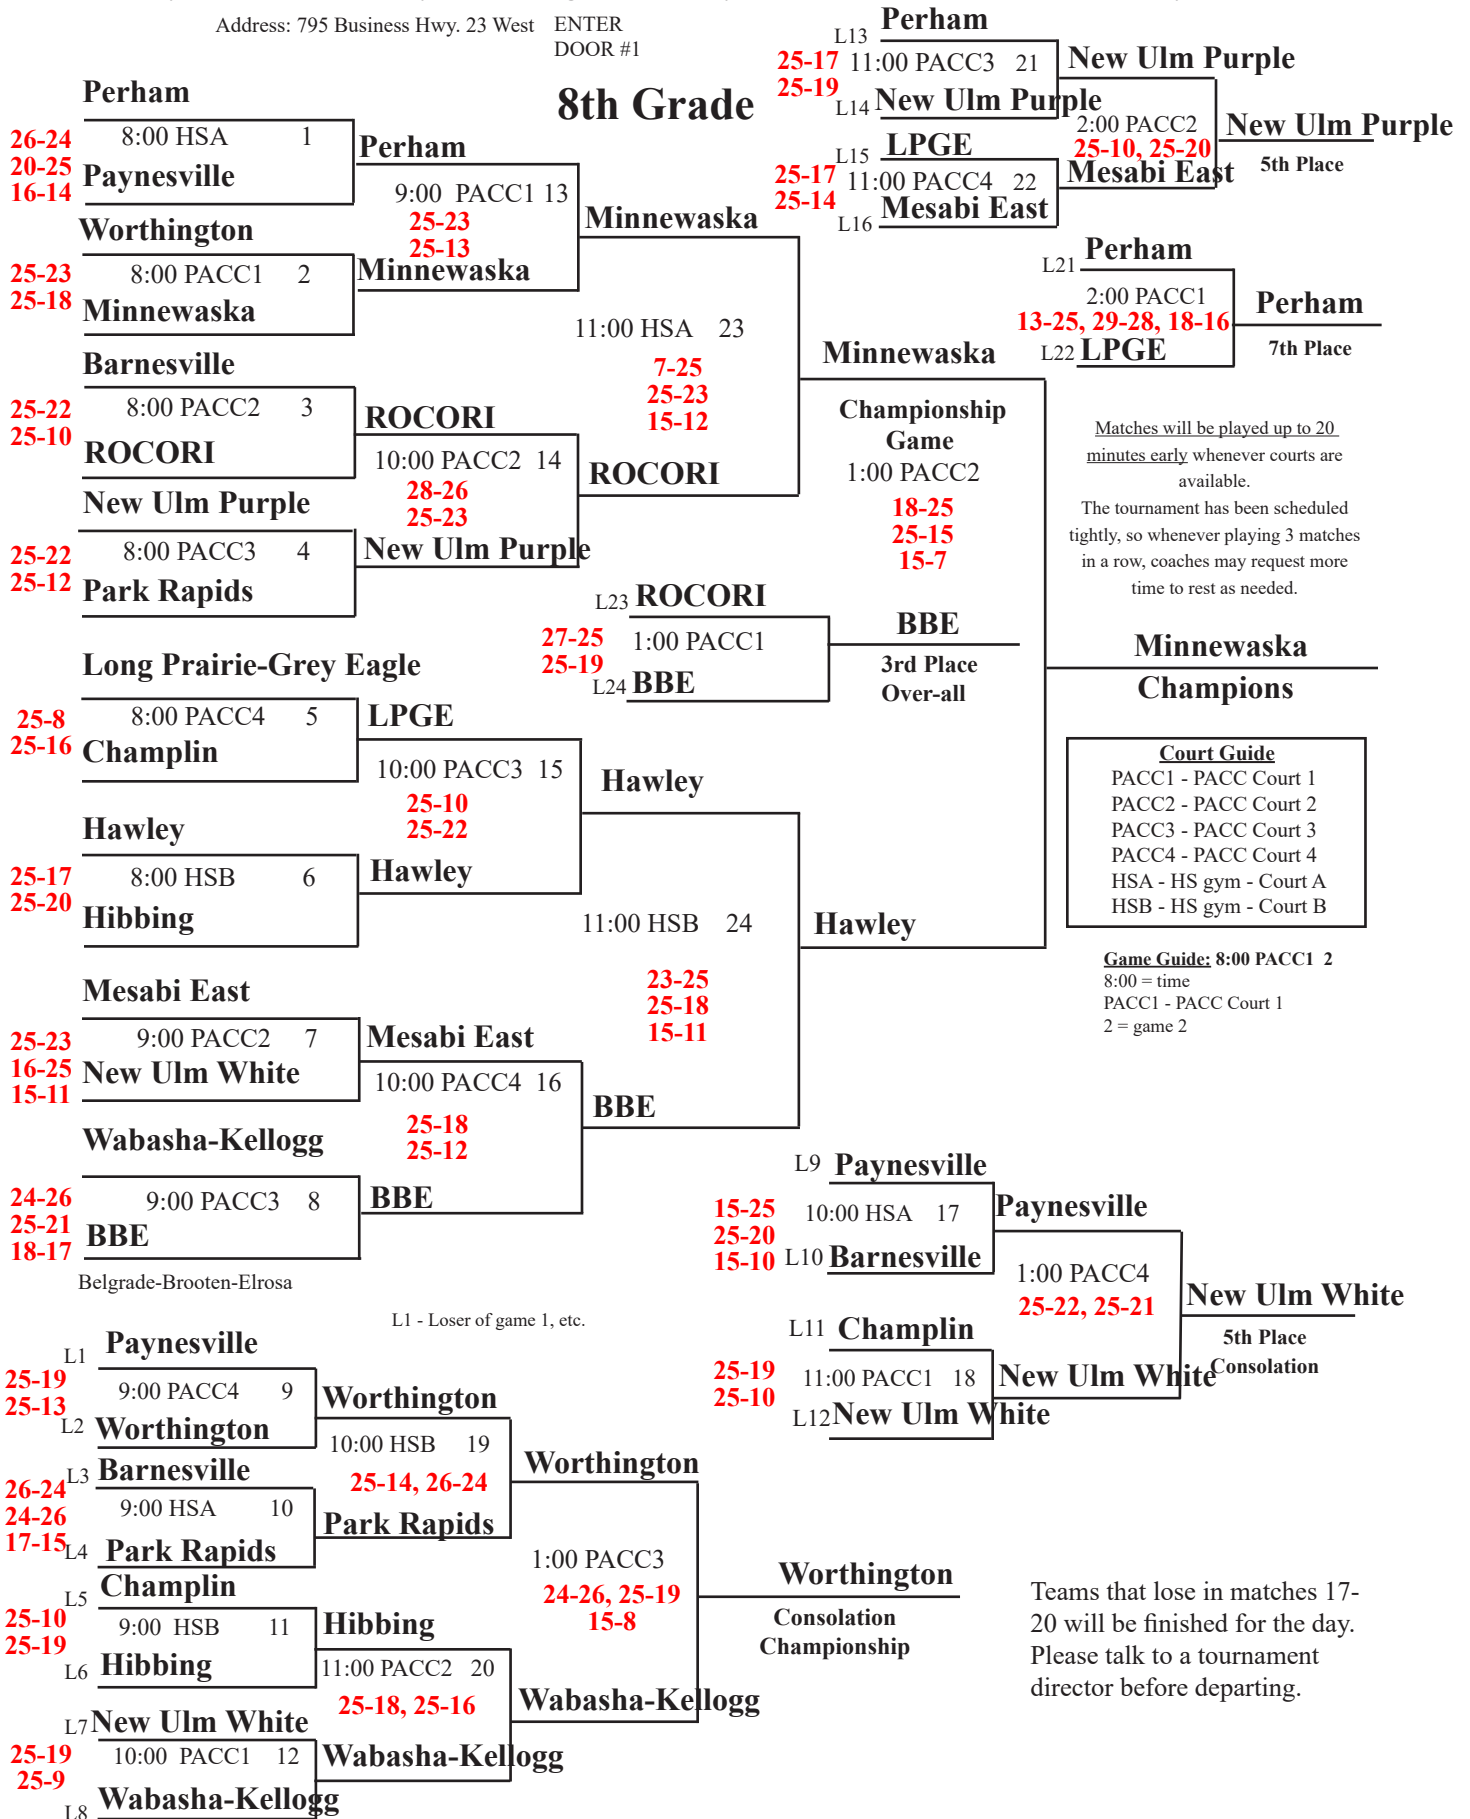 Address: 795 Business Hwy. 23 West
ENTER
DOOR #1
8th Grade
Perham
8:00 HSA 1
26-24
20-25
16-14
Paynesville
Perham
Worthington
8:00 PACC1 2
25-23
25-18
Minnewaska
9:00 PACC1 13
25-23
25-13
Minnewaska
Minnewaska
Barnesville
8:00 PACC2 3
25-22
25-10
ROCORI
ROCORI
New Ulm Purple
8:00 PACC3 4
25-22
25-12
Park Rapids
10:00 PACC2 14
28-26
25-23
New Ulm Purple
ROCORI
11:00 HSA 23
7-25
25-23
15-12
Minnewaska
Long Prairie-Grey Eagle
8:00 PACC4 5
25-8
25-16
Champlin
LPGE
Hawley
8:00 HSB 6
25-17
25-20
Hibbing
10:00 PACC3 15
25-10
25-22
Hawley
Hawley
Mesabi East
9:00 PACC2 7
25-23
16-25
15-11
New Ulm White
Mesabi East
Wabasha-Kellogg
9:00 PACC3 8
24-26
25-21
18-17
BBE
Belgrade-Brooten-Elrosa
10:00 PACC4 16
25-18
25-12
BBE
BBE
11:00 HSB 24
23-25
25-18
15-11
Hawley
Championship
Game
1:00 PACC2
18-25
25-15
15-7
Minnewaska
Champions
L23 ROCORI
27-25
25-19
1:00 PACC1
L24 BBE
BBE
3rd Place
Over-all
L13 Perham
25-17
25-19
11:00 PACC3 21
L14 New Ulm Purple
New Ulm Purple
L15 LPGE
25-17
25-14
11:00 PACC4 22
L16 Mesabi East
Mesabi East
2:00 PACC2
25-10, 25-20
New Ulm Purple
5th Place
L21 Perham
2:00 PACC1
13-25, 29-28, 18-16
L22 LPGE
Perham
7th Place
Matches will be played up to 20
minutes early whenever courts are
available.
The tournament has been scheduled
tightly, so whenever playing 3 matches
in a row, coaches may request more
time to rest as needed.
Court Guide
PACC1 - PACC Court 1
PACC2 - PACC Court 2
PACC3 - PACC Court 3
PACC4 - PACC Court 4
HSA - HS gym - Court A
HSB - HS gym - Court B
Game Guide: 8:00 PACC1 2
8:00 = time
PACC1 - PACC Court 1
2 = game 2
L9 Paynesville
15-25
25-20
15-10
10:00 HSA 17
L10 Barnesville
Paynesville
L11 Champlin
25-19
25-10
11:00 PACC1 18
L12 New Ulm White
New Ulm White
1:00 PACC4
25-22, 25-21
New Ulm White
5th Place
Consolation
L1 - Loser of game 1, etc.
L1 Paynesville
25-19
25-13
9:00 PACC4 9
L2 Worthington
Worthington
L3 Barnesville
26-24
24-26
17-15
9:00 HSA 10
L4 Park Rapids
10:00 HSB 19
25-14, 26-24
Park Rapids
Worthington
L5 Champlin
25-10
25-19
9:00 HSB 11
L6 Hibbing
Hibbing
L7 New Ulm White
25-19
25-9
10:00 PACC1 12
L8 Wabasha-Kellogg
11:00 PACC2 20
25-18, 25-16
Wabasha-Kellogg
Wabasha-Kellogg
1:00 PACC3
24-26, 25-19
15-8
Worthington
Consolation
Championship
Teams that lose in matches 17-
20 will be finished for the day.
Please talk to a tournament
director before departing.